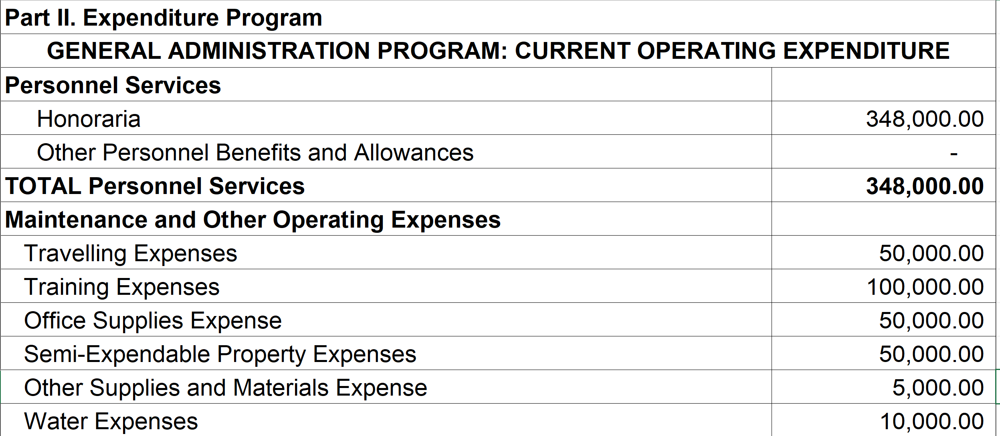 Part II. Expenditure Program
GENERAL ADMINISTRATION PROGRAM: CURRENT OPERATING EXPENDITURE
Personnel Services
Honoraria 348,000.00
Other Personnel Benefits and Allowances -
TOTAL Personnel Services 348,000.00
Maintenance and Other Operating Expenses
Travelling Expenses 50,000.00
Training Expenses 100,000.00
Office Supplies Expense 50,000.00
Semi-Expendable Property Expenses 50,000.00
Other Supplies and Materials Expense 5,000.00
Water Expenses 10,000.00